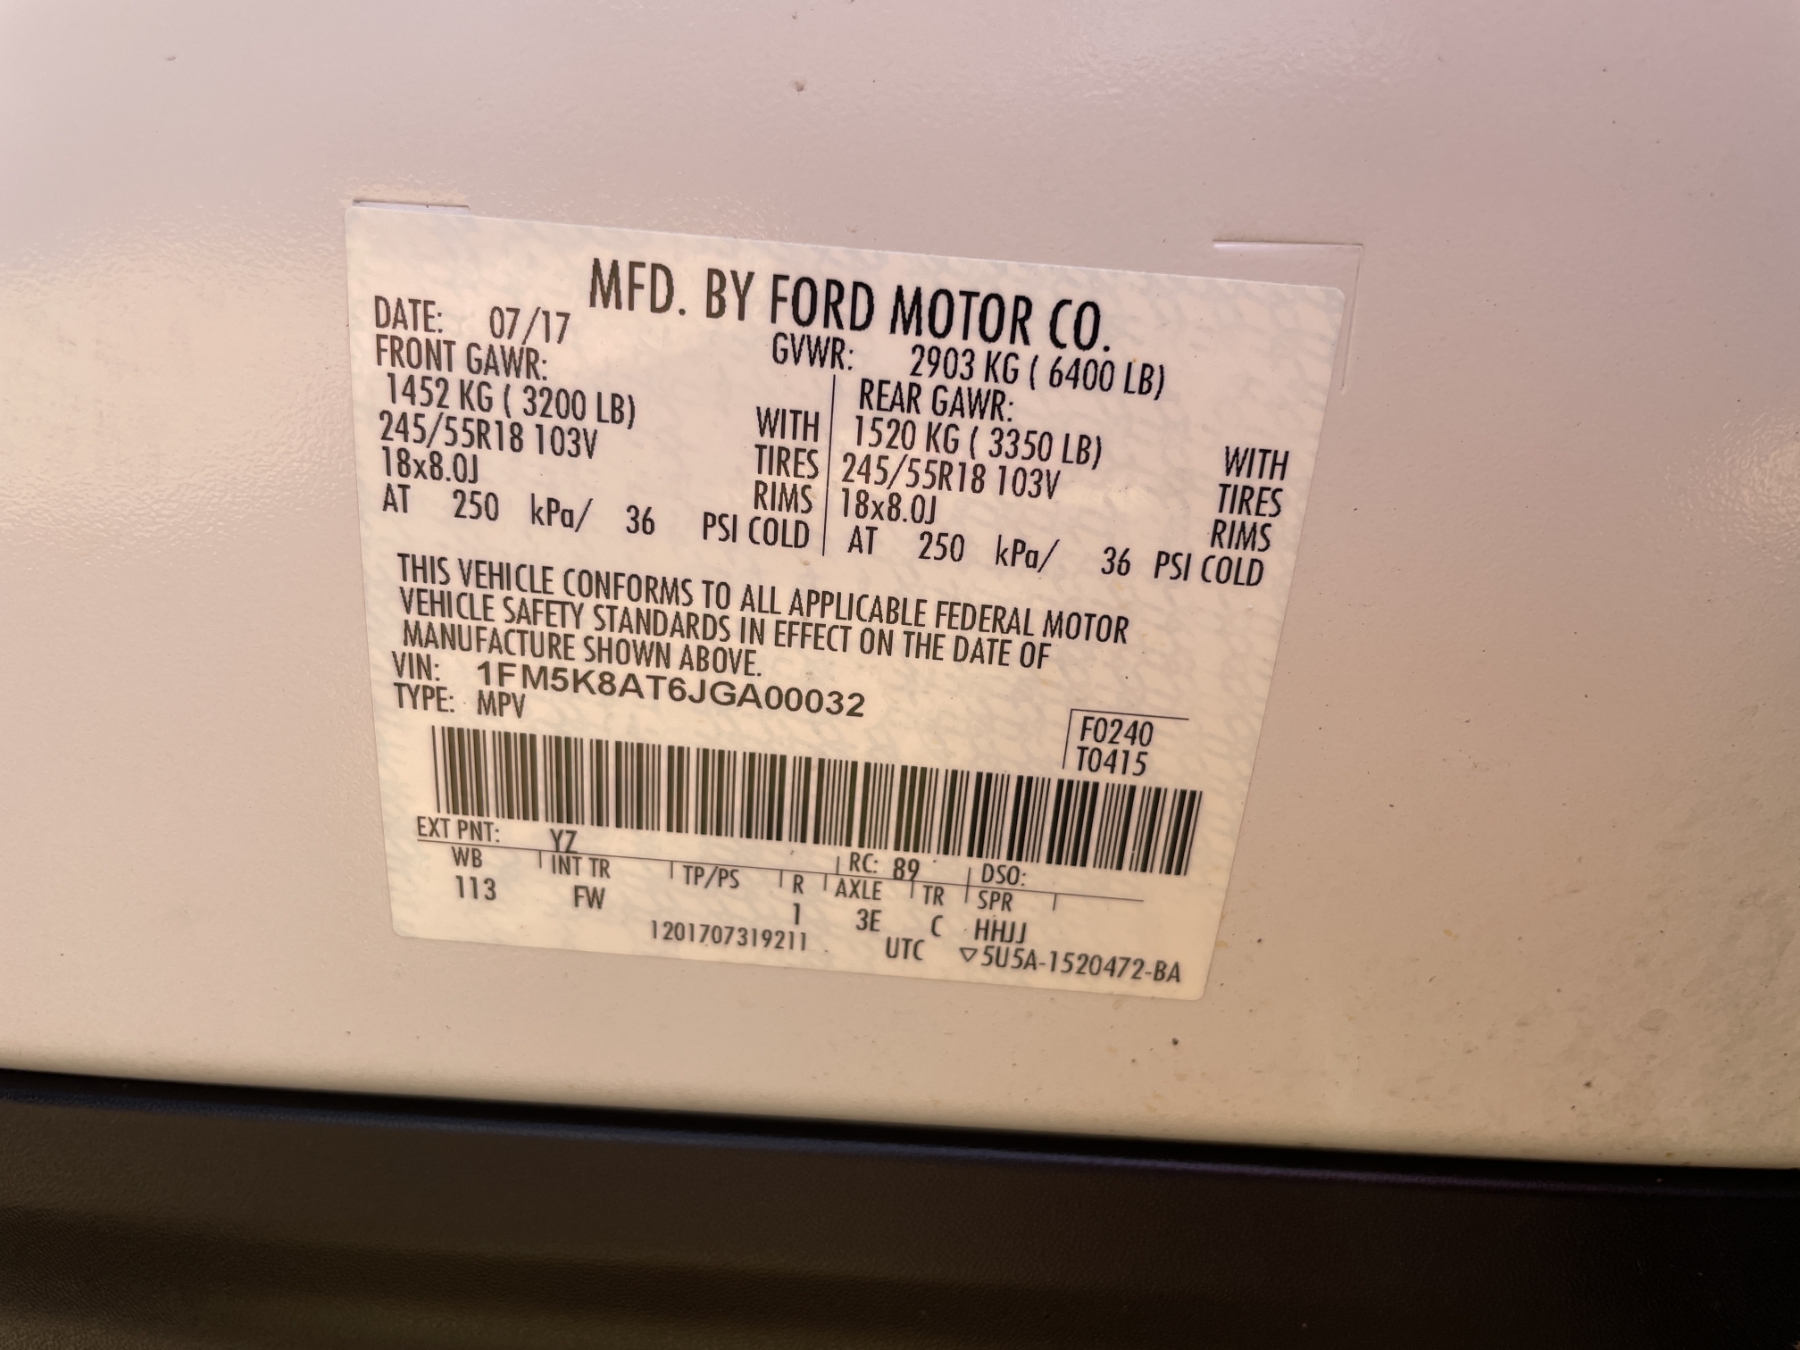 MFD. BY FORD MOTOR CO.
DATE: 07/17 GVWR: 2903 KG ( 6400 LB)
FRONT GAWR: REAR GAWR:
1452 KG ( 3200 LB) WITH 1520 KG ( 3350 LB) WITH
245/55R18 103V TIRES 245/55R18 103V TIRES
18x8.0J RIMS 18x8.0J RIMS
AT 250 kPa/ 36 PSI COLD AT 250 kPa/ 36 PSI COLD
THIS VEHICLE CONFORMS TO ALL APPLICABLE FEDERAL MOTOR
VEHICLE SAFETY STANDARDS IN EFFECT ON THE DATE OF
MANUFACTURE SHOWN ABOVE.
VIN: 1FM5K8AT6JGA00032
TYPE: MPV
F0240
T0415
EXT PNT: YZ RC: 89 DSO:
WB INT TR TP/PS R AXLE TR SPR
113 FW 1 3E C HHJJ
1201707319211 UTC ▽5U5A-1520472-BA